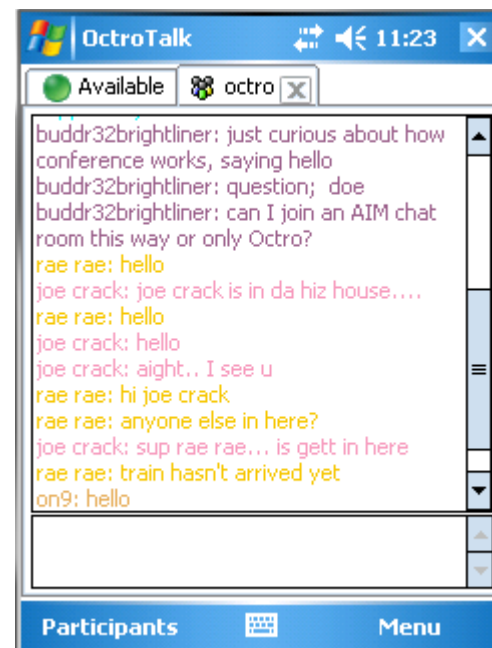 OctroTalk 11:23
Available octro
buddr32brightliner: just curious about how
conference works, saying hello
buddr32brightliner: question; doe
buddr32brightliner: can I join an AIM chat
room this way or only Octro?
rae rae: hello
joe crack: joe crack is in da hiz house....
rae rae: hello
joe crack: hello
joe crack: aight.. I see u
rae rae: hi joe crack
rae rae: anyone else in here?
joe crack: sup rae rae... is gett in here
rae rae: train hasn't arrived yet
on9: hello
Participants Menu